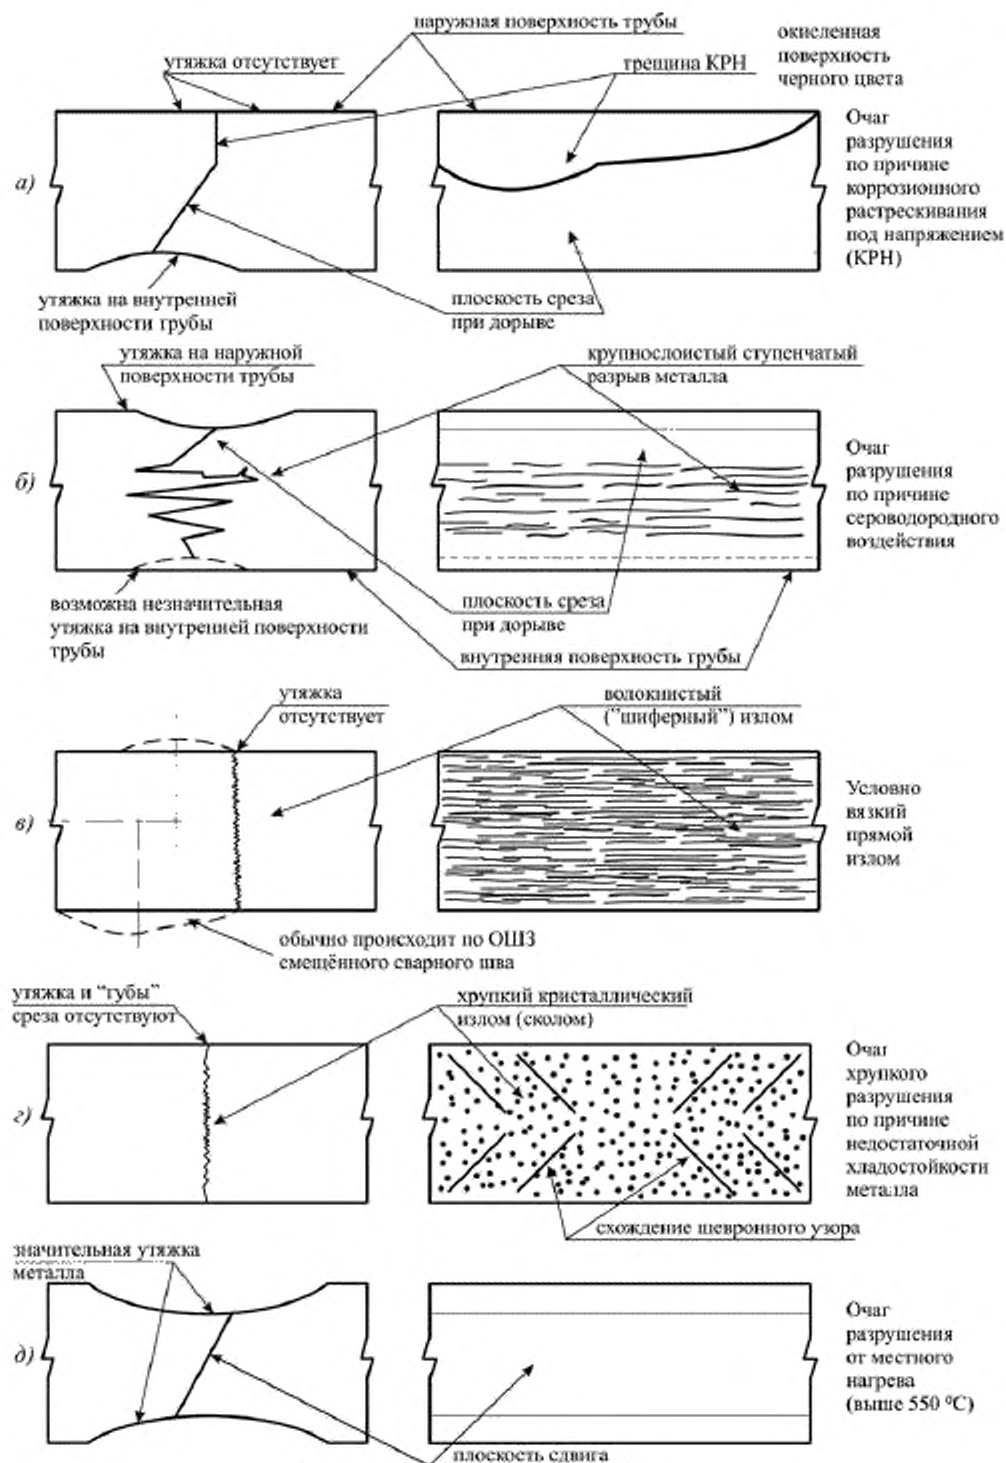 наружная поверхность трубы
окисленная
поверхность
черного цвета
утяжка отсутствует
трещина КРН
а)
Очаг
разрушения
по причине
коррозионного
растрескивания
под напряжением
(КРН)
утяжка на внутренней
поверхности трубы
плоскость среза
при дорыве
утяжка на наружной
поверхности трубы
крупнослоистый ступенчатый
разрыв металла
б)
Очаг
разрушения
по причине
сероводородного
воздействия
возможна незначительная
утяжка на внутренней поверхности
трубы
плоскость среза
при дорыве
внутренняя поверхность трубы
утяжка
отсутствует
волокнистый
("шиферный") излом
в)
Условно
вязкий
прямой
излом
обычно происходит по ОШЗ
смещённого сварного шва
утяжка и "губы"
среза отсутствуют
хрупкий кристаллический
излом (сколом)
г)
Очаг
хрупкого
разрушения
по причине
недостаточной
хладостойкости
металла
схождение шевронного узора
значительная утяжка
металла
д)
Очаг
разрушения
от местного
нагрева
(выше 550 ⁰С)
плоскость сдвига